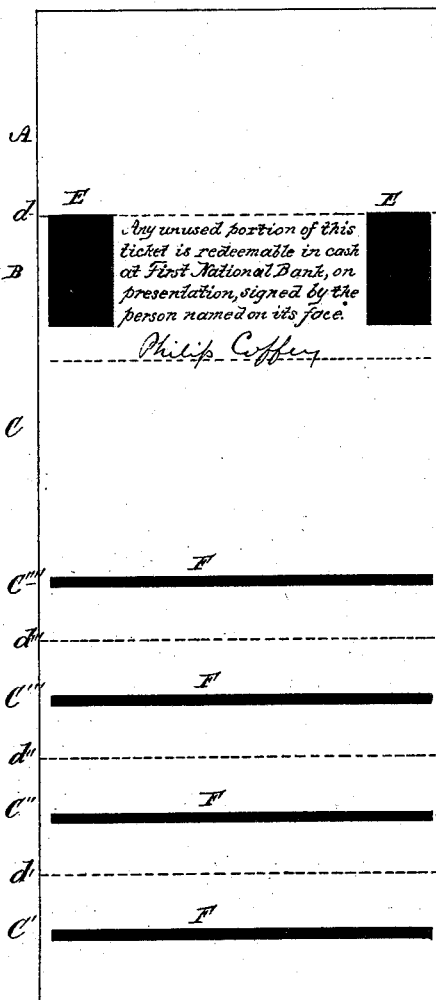 A
E E
d
Any unused portion of this
ticket is redeemable in cash
B
at First National Bank, on
presentation, signed by the
person named on its face.
Philip Coffey
C
F
C''''
d'''
F
C'''
d''
F
C''
d'
F
C'